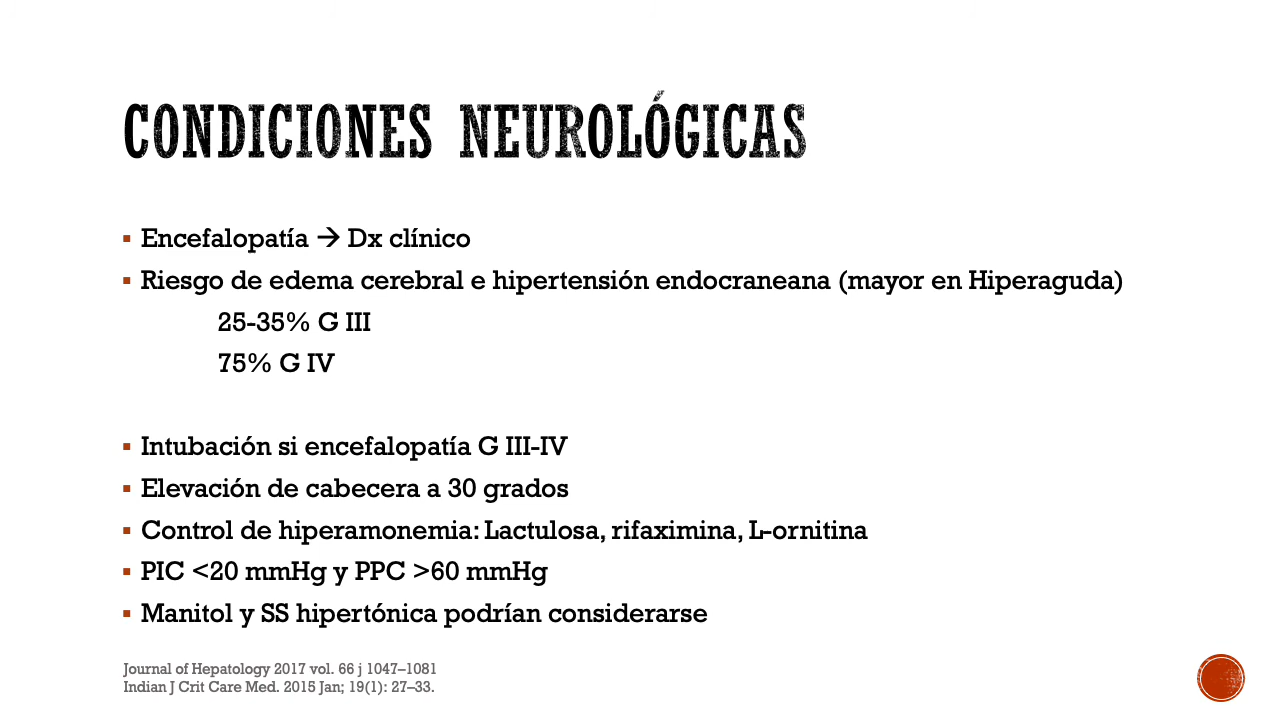 CONDICIONES NEUROLÓGICAS
▪ Encefalopatía → Dx clínico
▪ Riesgo de edema cerebral e hipertensión endocraneana (mayor en Hiperaguda)
25-35% G III
75% G IV
▪ Intubación si encefalopatía G III-IV
▪ Elevación de cabecera a 30 grados
▪ Control de hiperamonemia: Lactulosa, rifaximina, L-ornitina
▪ PIC <20 mmHg y PPC >60 mmHg
▪ Manitol y SS hipertónica podrían considerarse
Journal of Hepatology 2017 vol. 66 j 1047–1081
Indian J Crit Care Med. 2015 Jan; 19(1): 27–33.